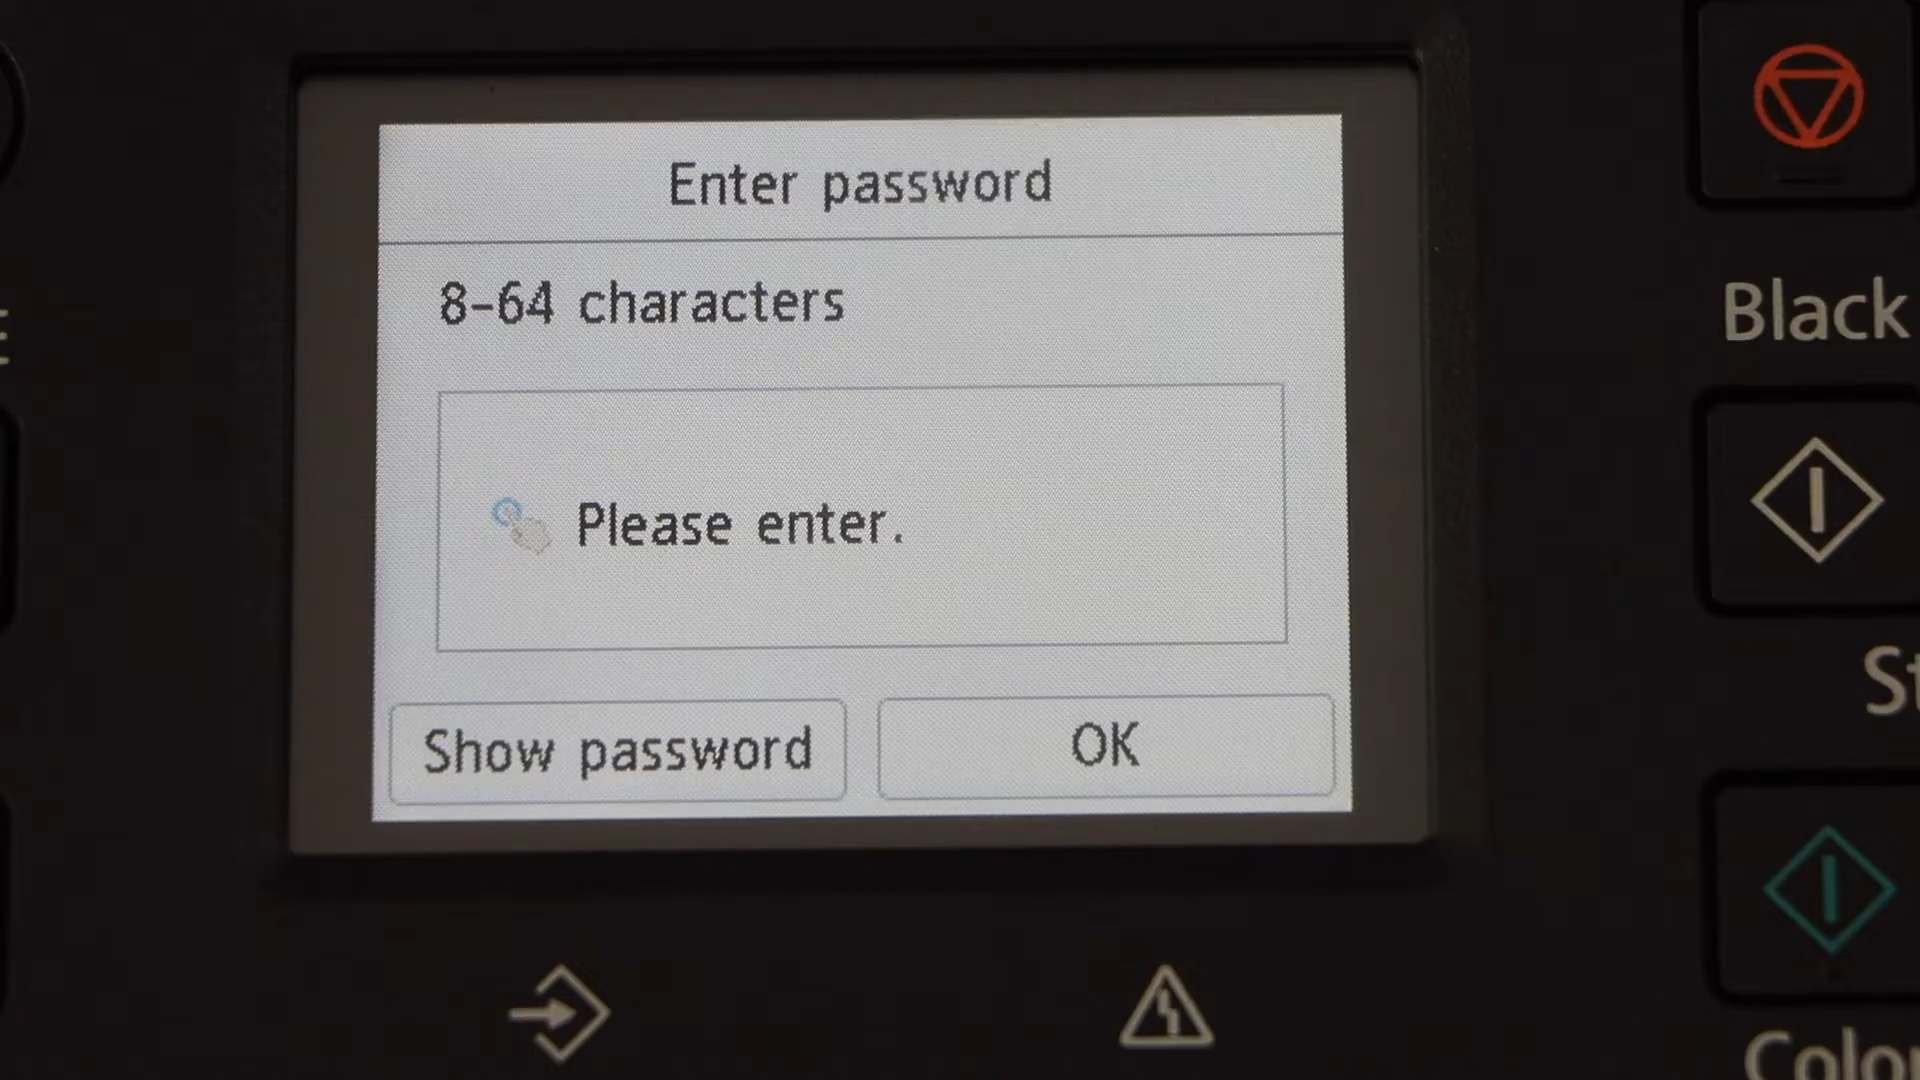 Enter password
8-64 characters
Please enter.
Show password
OK
Black